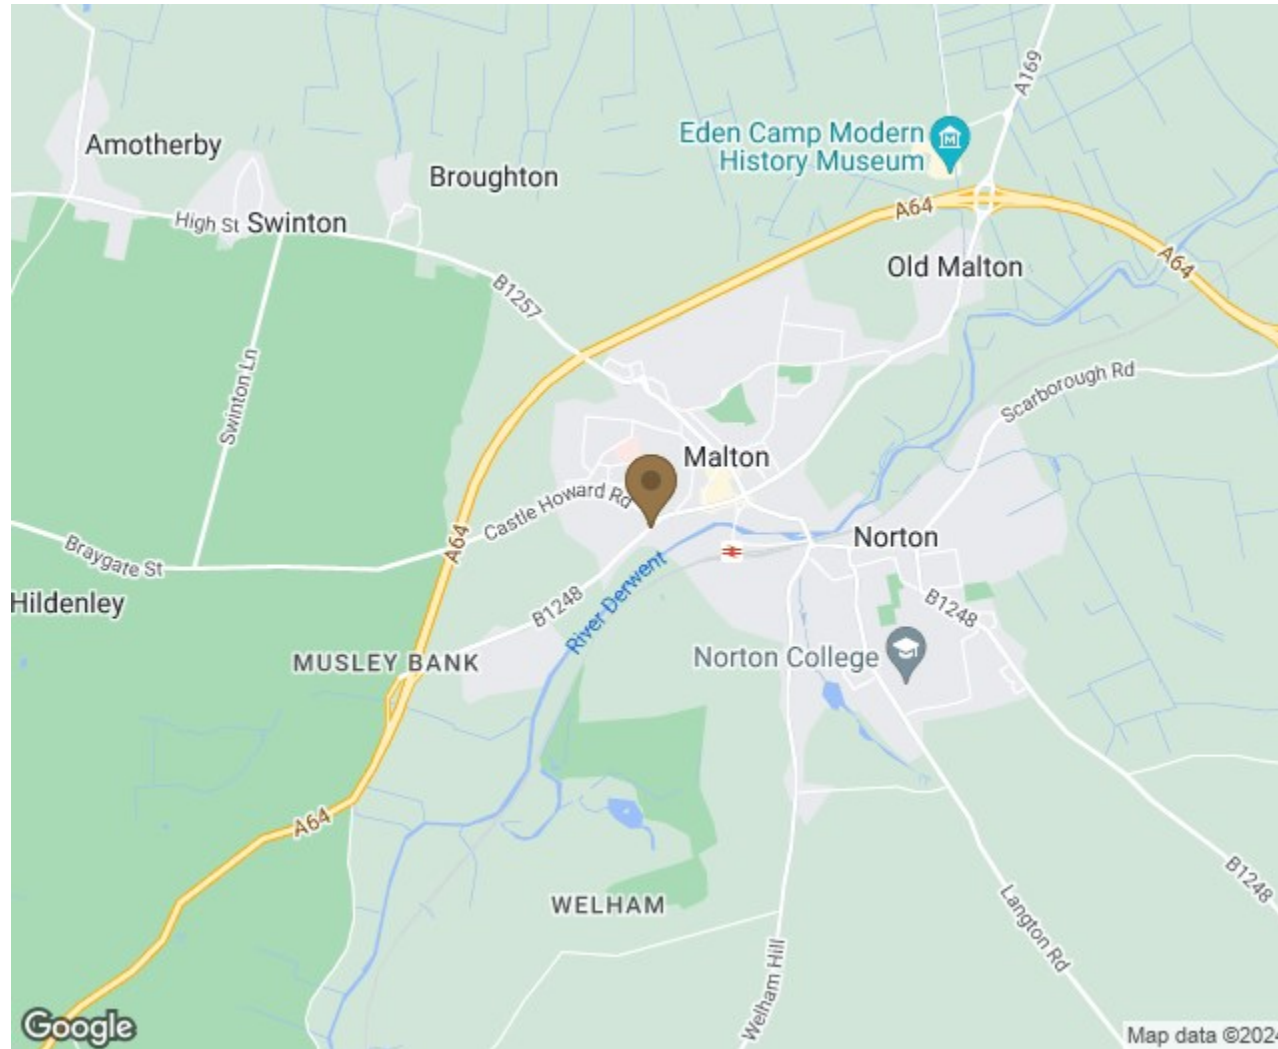 A169
Eden Camp Modern
History Museum
Amotherby
Broughton
A64
High St
Swinton
A64
Old Malton
B1257
Swinton Ln
Scarborough Rd
Malton
Castle Howard Rd
A64
Norton
Braygate St
Hildenley
B1248
River Derwent
B1248
MUSLEY BANK
Norton College
A64
B1248
WELHAM
Langton Rd
Welham Hill
Google
Map data ©2024